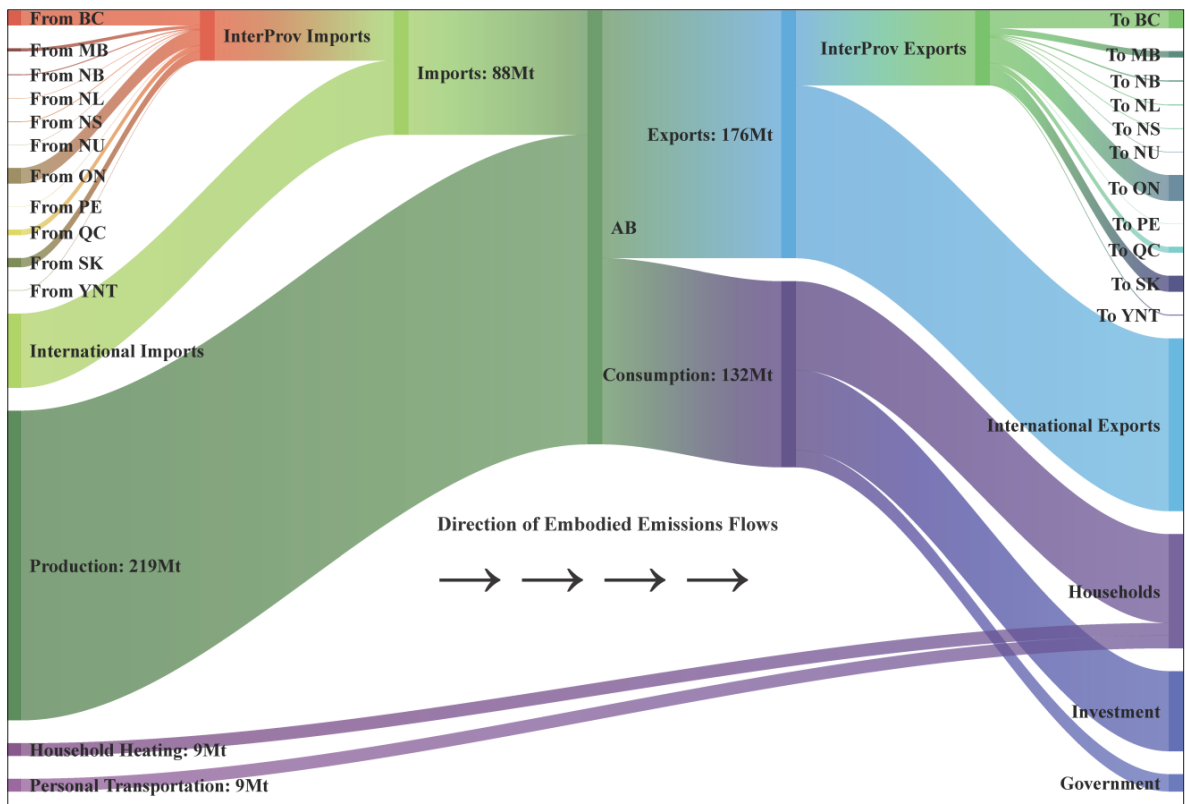 From BC
From MB
From NB
From NL
From NS
From NU
From ON
From PE
From QC
From SK
From YNT
International Imports
Production: 219Mt
Household Heating: 9Mt
Personal Transportation: 9Mt
InterProv Imports
Imports: 88Mt
AB
Exports: 176Mt
Consumption: 132Mt
Direction of Embodied Emissions Flows
InterProv Exports
To BC
To MB
To NB
To NL
To NS
To NU
To ON
To PE
To QC
To SK
To YNT
International Exports
Households
Investment
Government